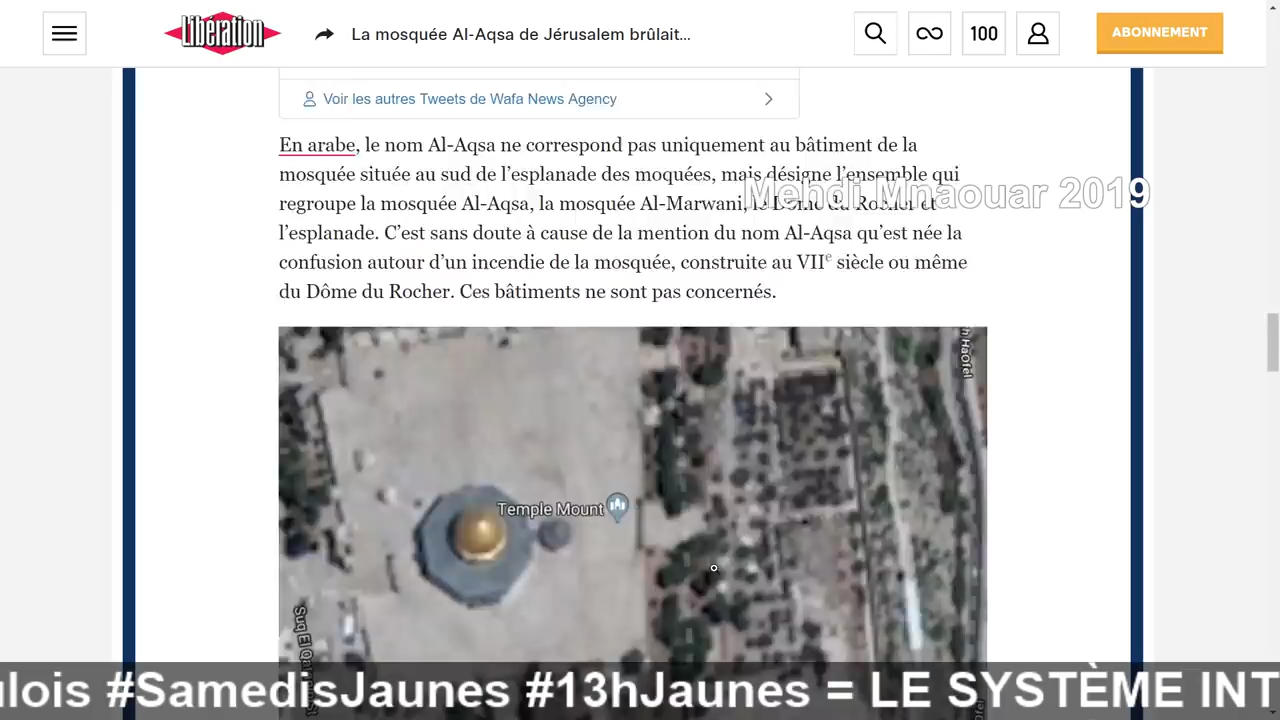 Libération
La mosquée Al-Aqsa de Jérusalem brûlait...
100
ABONNEMENT
Voir les autres Tweets de Wafa News Agency
En arabe, le nom Al-Aqsa ne correspond pas uniquement au bâtiment de la
mosquée située au sud de l’esplanade des moquées, mais désigne l’ensemble qui
regroupe la mosquée Al-Aqsa, la mosquée Al-Marwani, le Dôme du Rocher et
l’esplanade. C’est sans doute à cause de la mention du nom Al-Aqsa qu’est née la
confusion autour d’un incendie de la mosquée, construite au VIIe siècle ou même
du Dôme du Rocher. Ces bâtiments ne sont pas concernés.
Mehdi Mnaouar 2019
h HaOfel
Temple Mount
ulois #SamedisJaunes #13hJaunes = LE SYSTÈME INT